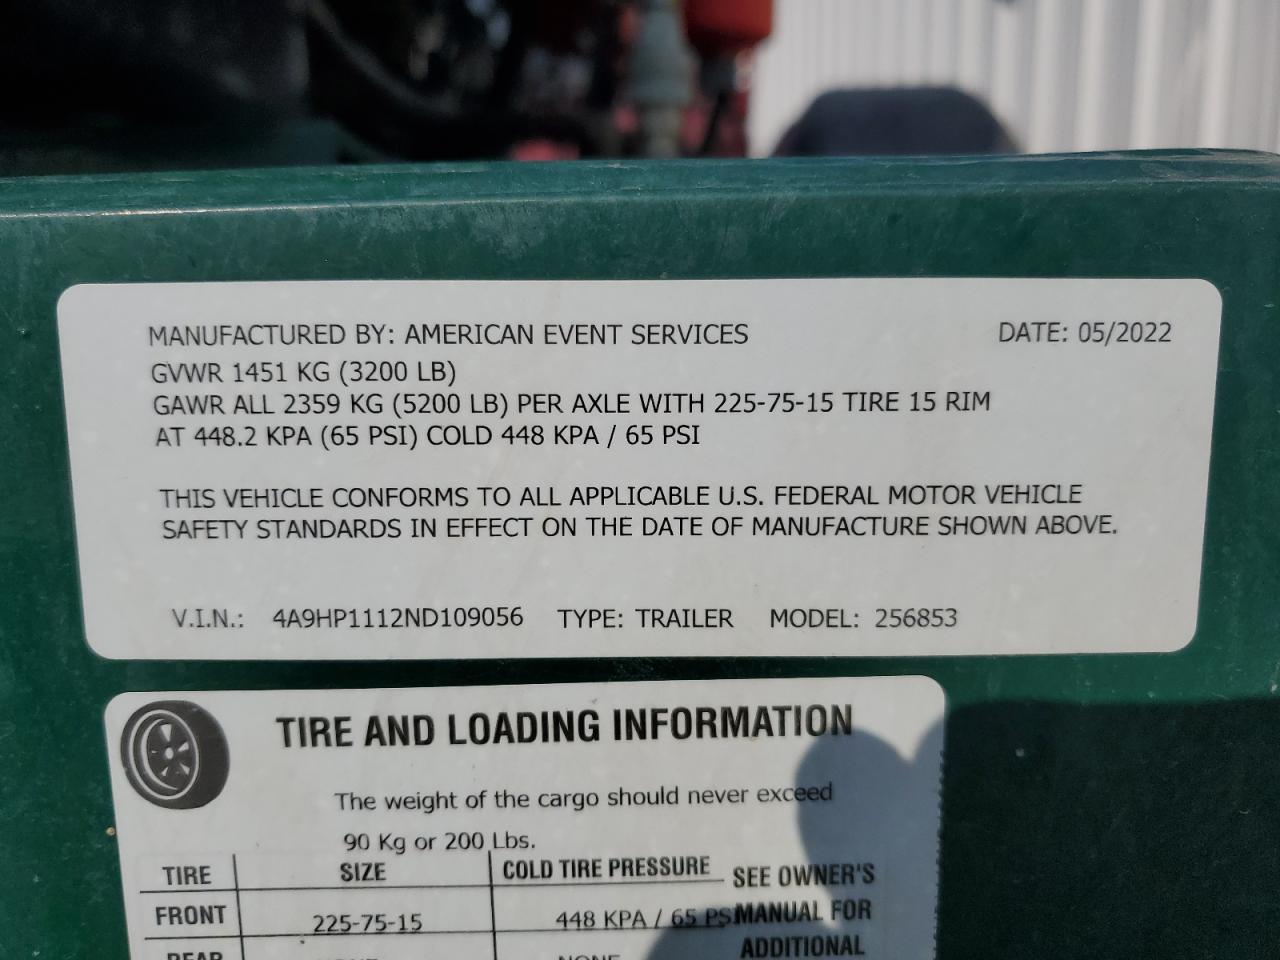 MANUFACTURED BY: AMERICAN EVENT SERVICES DATE: 05/2022
GVWR 1451 KG (3200 LB)
GAWR ALL 2359 KG (5200 LB) PER AXLE WITH 225-75-15 TIRE 15 RIM
AT 448.2 KPA (65 PSI) COLD 448 KPA / 65 PSI
THIS VEHICLE CONFORMS TO ALL APPLICABLE U.S. FEDERAL MOTOR VEHICLE
SAFETY STANDARDS IN EFFECT ON THE DATE OF MANUFACTURE SHOWN ABOVE.
V.I.N.: 4A9HP1112ND109056 TYPE: TRAILER MODEL: 256853
TIRE AND LOADING INFORMATION
The weight of the cargo should never exceed
90 Kg or 200 Lbs.
TIRE SIZE COLD TIRE PRESSURE SEE OWNER'S
FRONT 225-75-15 448 KPA / 65 PSI MANUAL FOR
REAR NONE NONE ADDITIONAL